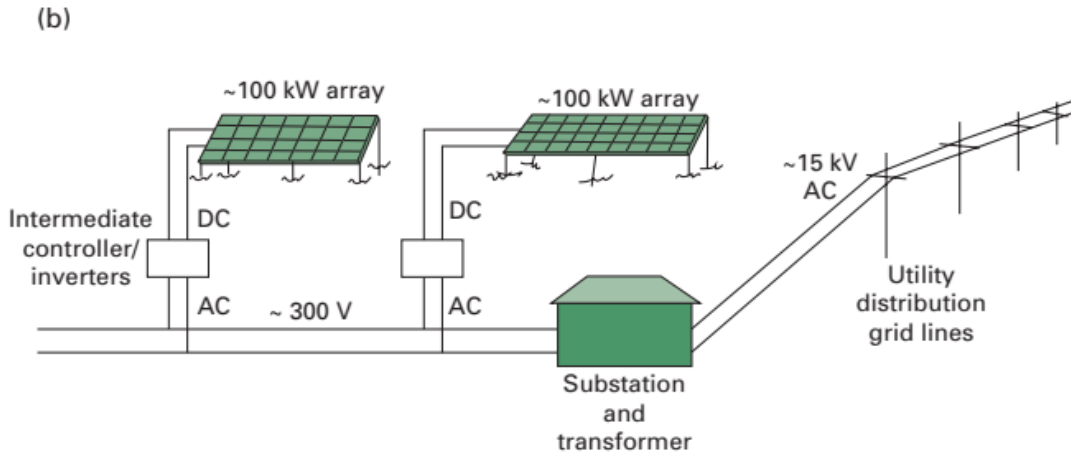 (b)
~100 kW array
~100 kW array
~15 kV
AC
Intermediate
controller/
inverters
DC
DC
AC
~ 300 V
AC
Utility
distribution
grid lines
Substation
and
transformer